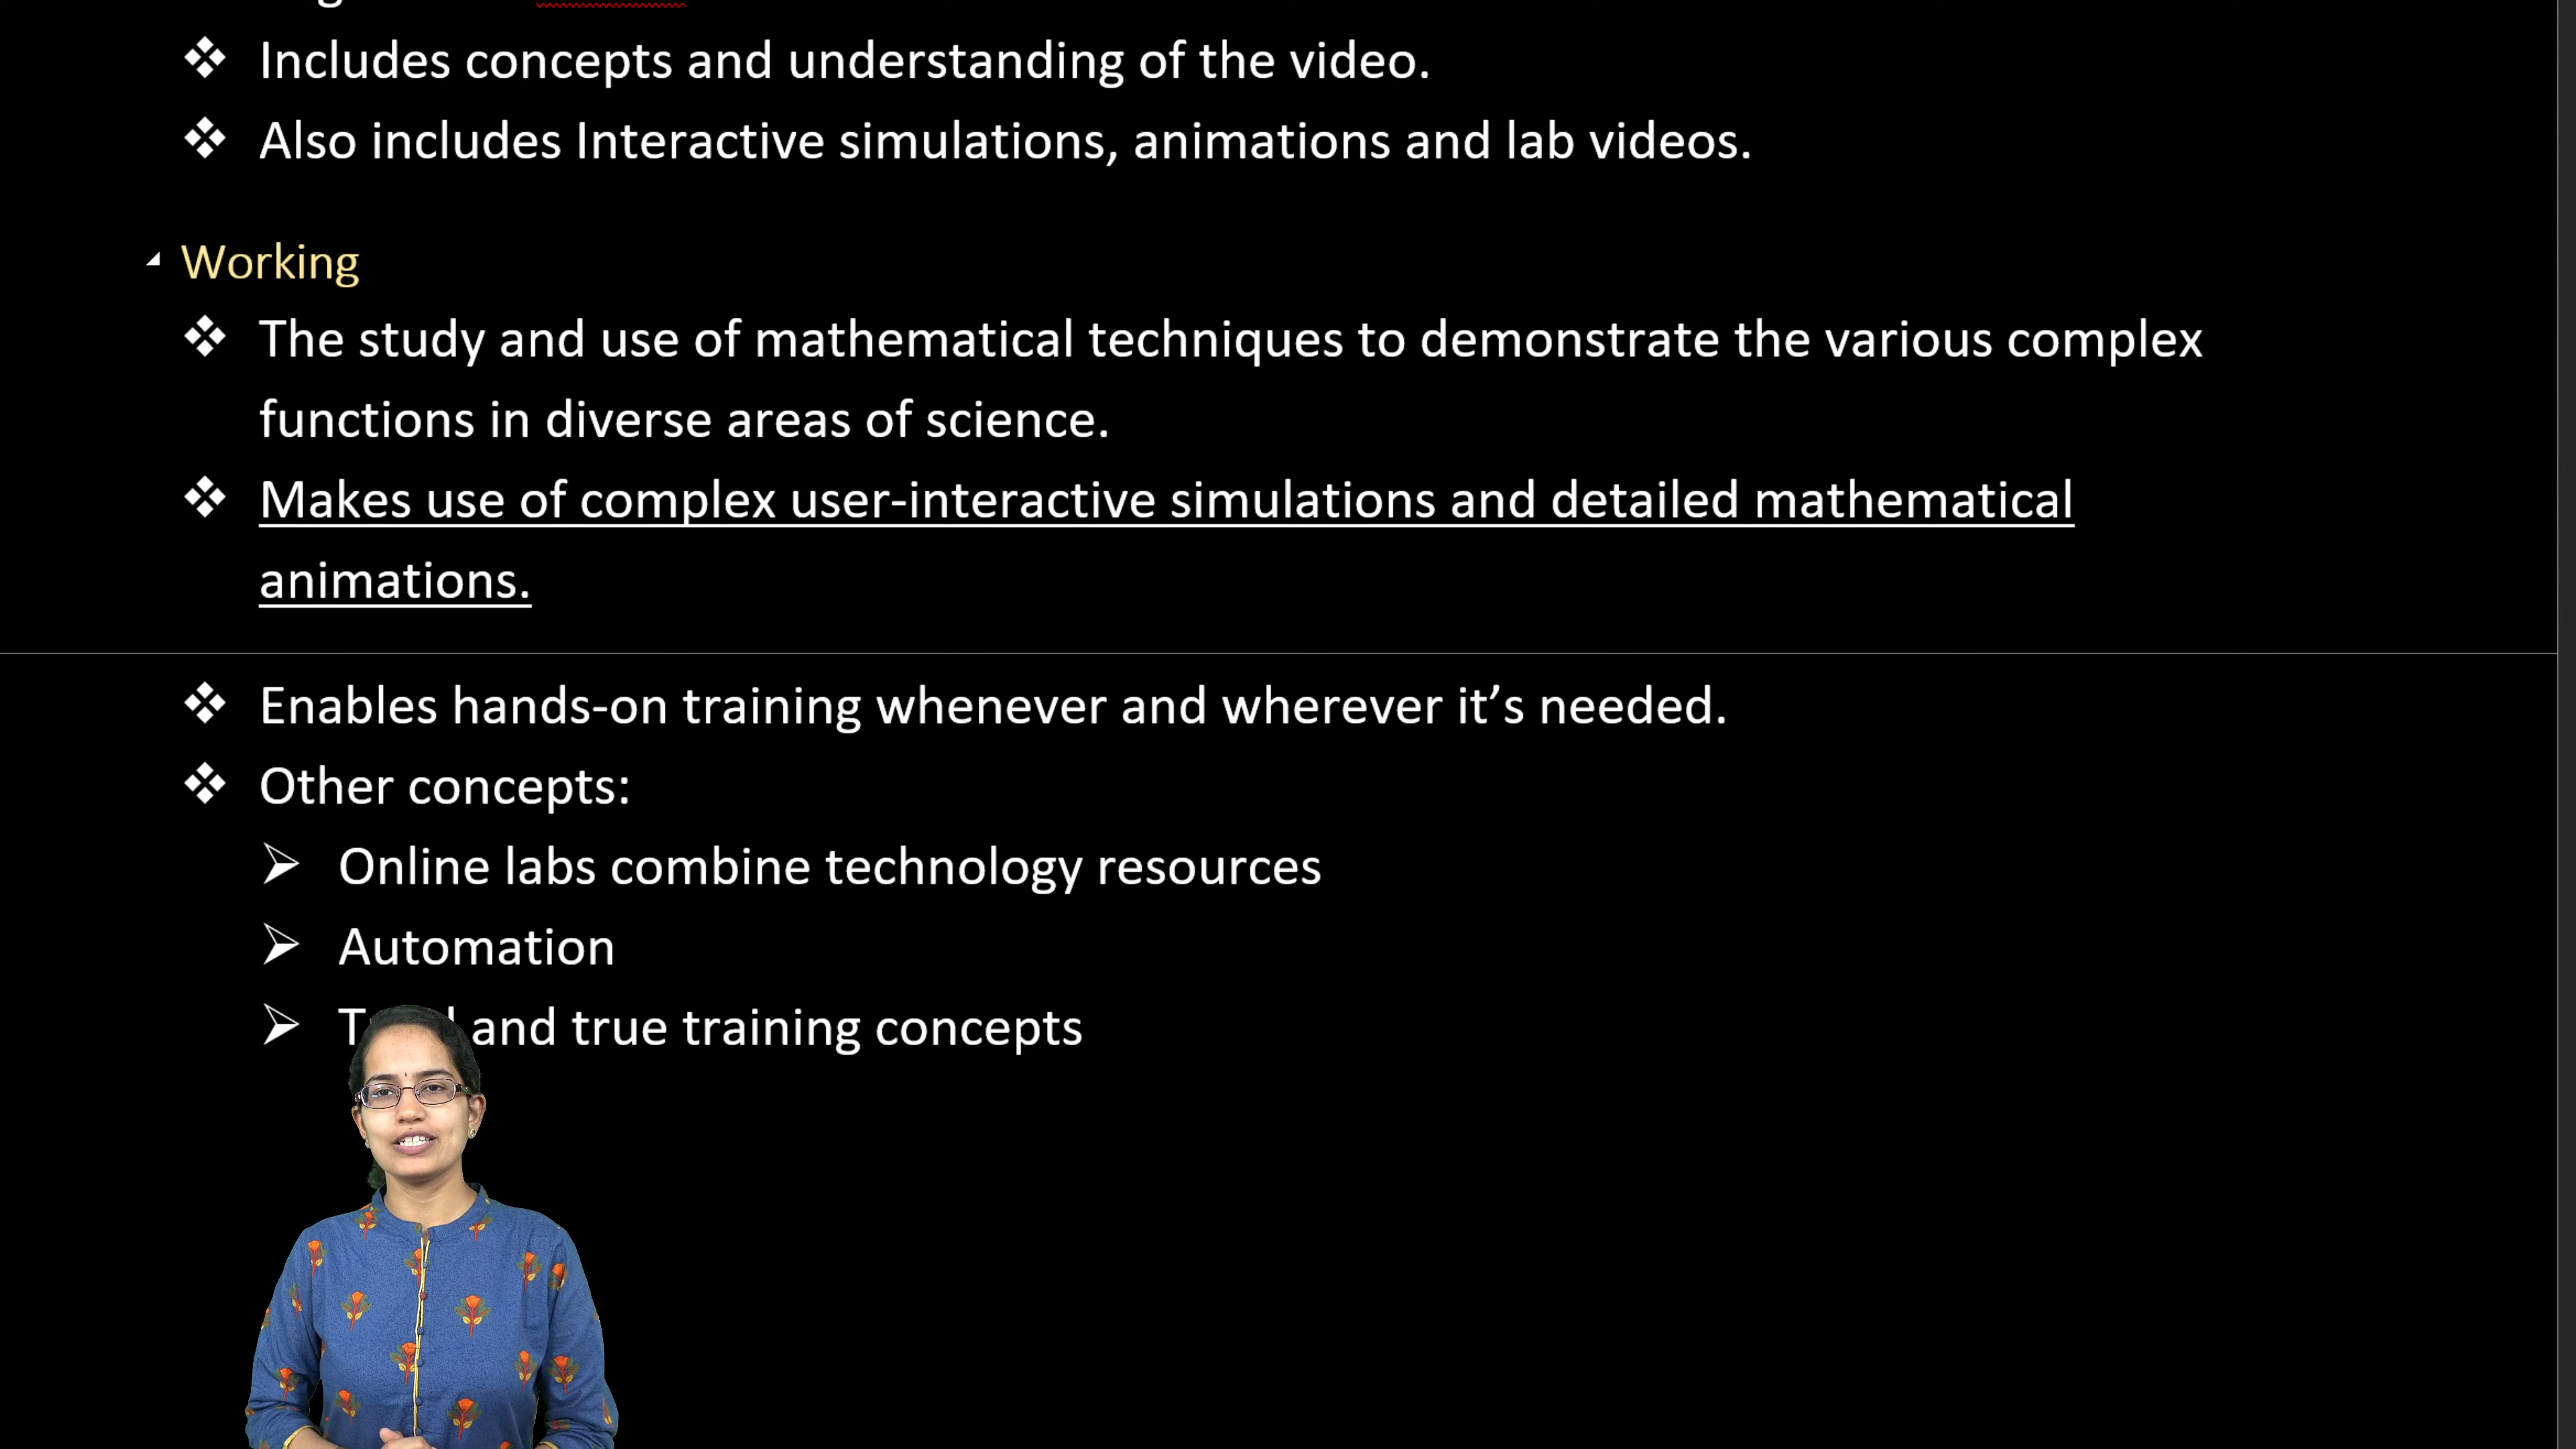 Includes concepts and understanding of the video.
Also includes Interactive simulations, animations and lab videos.
Working
The study and use of mathematical techniques to demonstrate the various complex
functions in diverse areas of science.
Makes use of complex user-interactive simulations and detailed mathematical
animations.
Enables hands-on training whenever and wherever it’s needed.
Other concepts:
Online labs combine technology resources
Automation
and true training concepts